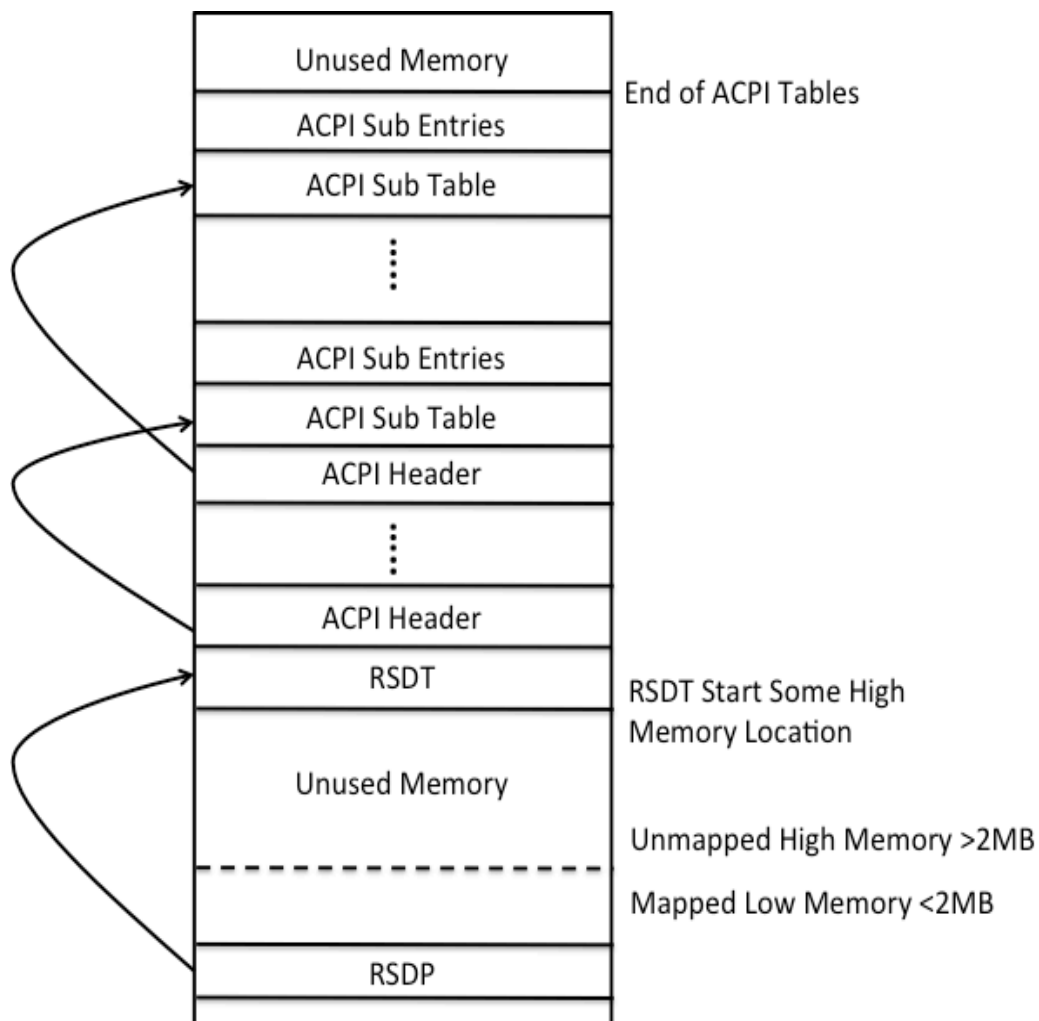 Unused Memory
End of ACPI Tables
ACPI Sub Entries
ACPI Sub Table
ACPI Sub Entries
ACPI Sub Table
ACPI Header
ACPI Header
RSDT
RSDT Start Some High
Memory Location
Unused Memory
Unmapped High Memory >2MB
Mapped Low Memory <2MB
RSDP